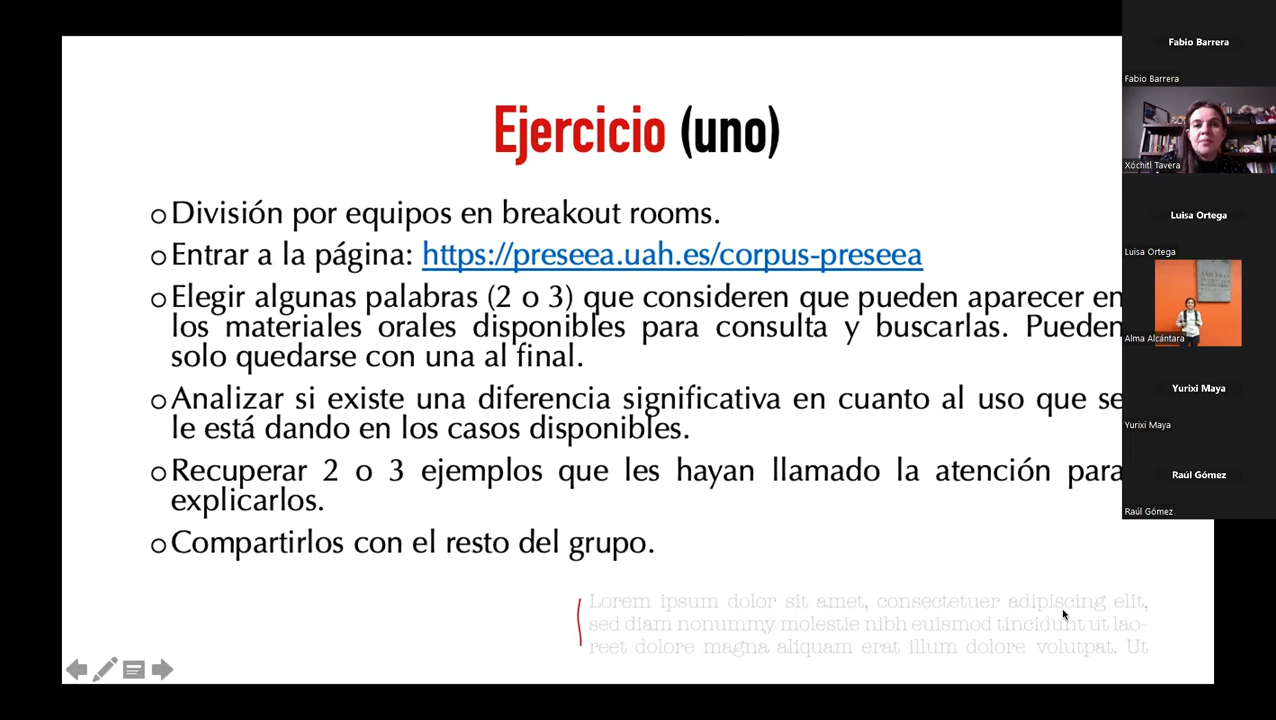 Ejercicio (uno)
○ División por equipos en breakout rooms.
○ Entrar a la página: https://preseea.uah.es/corpus-preseea
○ Elegir algunas palabras (2 o 3) que consideren que pueden aparecer en
los materiales orales disponibles para consulta y buscarlas. Pueden
solo quedarse con una al final.
○ Analizar si existe una diferencia significativa en cuanto al uso que se
le está dando en los casos disponibles.
○ Recuperar 2 o 3 ejemplos que les hayan llamado la atención para
explicarlos.
○ Compartirlos con el resto del grupo.
Lorem ipsum dolor sit amet, consectetuer adipiscing elit,
sed diam nonummy molestie nibh euismod tincidunt ut lao-
reet dolore magna aliquam erat illum dolore volutpat. Ut
Fabio Barrera
Fabio Barrera
Xóchitl Tavera
Luisa Ortega
Luisa Ortega
Alma Alcántara
Yurixi Maya
Yurixi Maya
Raúl Gómez
Raúl Gómez